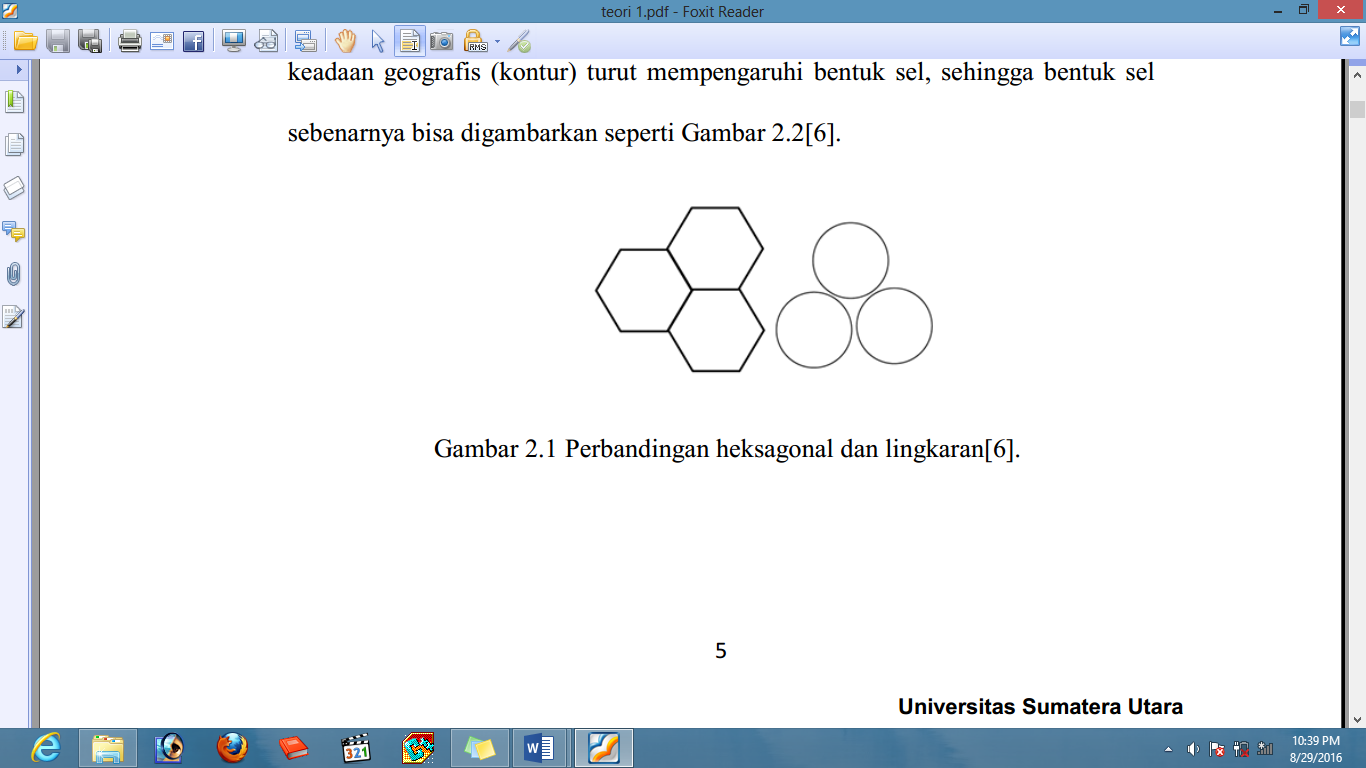 teori 1.pdf - Foxit Reader
RMS
keadaan geografis (kontur) turut mempengaruhi bentuk sel, sehingga bentuk sel
sebenarnya bisa digambarkan seperti Gambar 2.2[6].
Gambar 2.1 Perbandingan heksagonal dan lingkaran[6].
5
Universitas Sumatera Utara
321
10:39 PM
8/29/2016